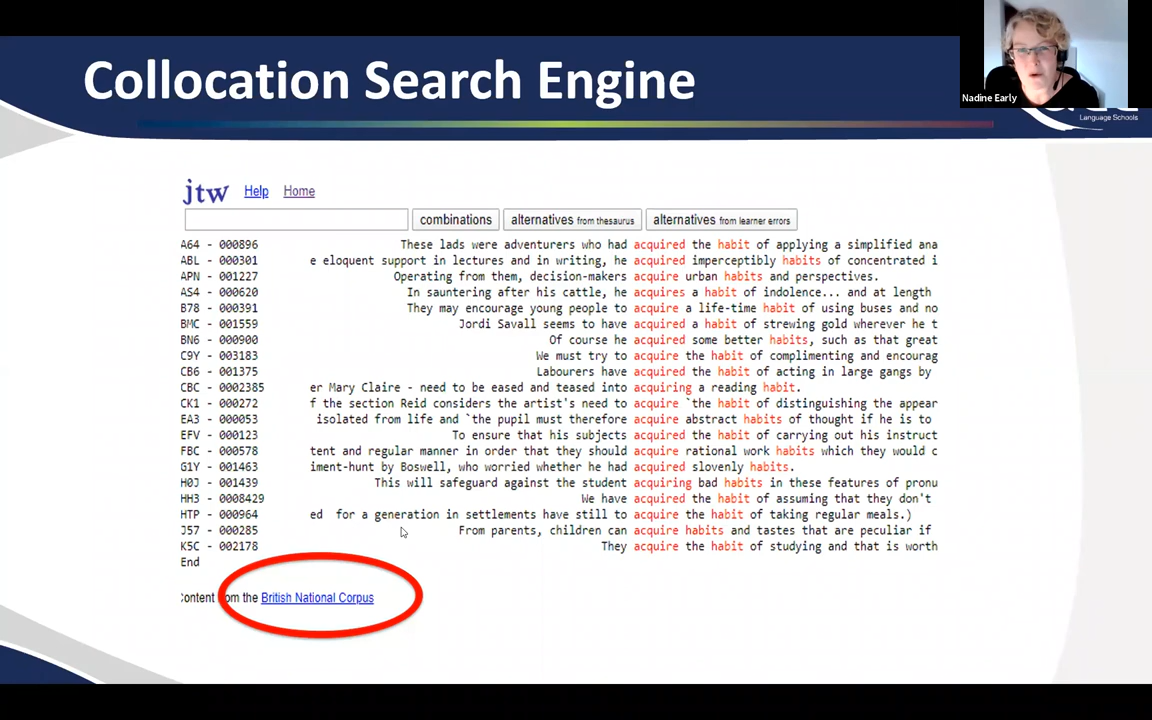 Collocation Search Engine
Nadine Early
Language Schools
jtw Help Home
combinations alternatives from thesaurus alternatives from learner errors
A64 - 000896 These lads were adventurers who had acquired the habit of applying a simplified ana
ABL - 000301 e eloquent support in lectures and in writing, he acquired imperceptibly habits of concentrated i
APN - 001227 Operating from them, decision-makers acquire urban habits and perspectives.
AS4 - 000620 In sauntering after his cattle, he acquires a habit of indolence... and at length
B78 - 000391 They may encourage young people to acquire a life-time habit of using buses and no
BMC - 001559 Jordi Savall seems to have acquired a habit of strewing gold wherever he t
BN6 - 000900 Of course he acquired some better habits, such as that great
C9Y - 003183 We must try to acquire the habit of complimenting and encourag
CB6 - 001375 Labourers have acquired the habit of acting in large gangs by
CBC - 0002385 er Mary Claire - need to be eased and teased into acquiring a reading habit.
CK1 - 000272 f the section Reid considers the artist's need to acquire `the habit of distinguishing the appear
EA3 - 000053 isolated from life and `the pupil must therefore acquire abstract habits of thought if he is to
EFV - 000123 To ensure that his subjects acquired the habit of carrying out his instruct
FBC - 000578 tent and regular manner in order that they should acquire rational work habits which they would c
G1Y - 001463 iment-hunt by Boswell, who worried whether he had acquired slovenly habits.
H0J - 001439 This will safeguard against the student acquiring bad habits in these features of pronu
HH3 - 0008429 We have acquired the habit of assuming that they don't
HTP - 000964 ed for a generation in settlements have still to acquire the habit of taking regular meals.)
J57 - 000285 From parents, children can acquire habits and tastes that are peculiar if
K5C - 002178 They acquire the habit of studying and that is worth
End
Content from the British National Corpus